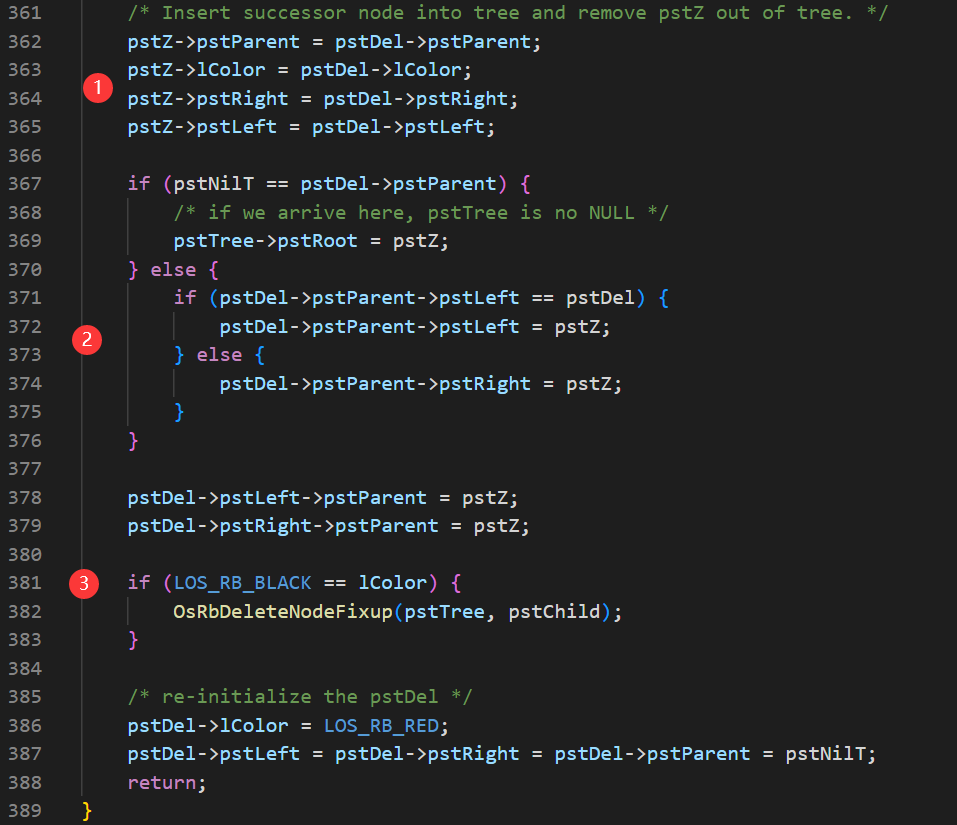 361 /* Insert successor node into tree and remove pstZ out of tree. */
362 pstZ->pstParent = pstDel->pstParent;
363 pstZ->lColor = pstDel->lColor;
1
364 pstZ->pstRight = pstDel->pstRight;
365 pstZ->pstLeft = pstDel->pstLeft;
366
367 if (pstNilT == pstDel->pstParent) {
368 /* if we arrive here, pstTree is no NULL */
369 pstTree->pstRoot = pstZ;
370 } else {
371 if (pstDel->pstParent->pstLeft == pstDel) {
372 pstDel->pstParent->pstLeft = pstZ;
2
373 } else {
374 pstDel->pstParent->pstRight = pstZ;
375 }
376 }
377
378 pstDel->pstLeft->pstParent = pstZ;
379 pstDel->pstRight->pstParent = pstZ;
380
381 3 if (LOS_RB_BLACK == lColor) {
382 OsRbDeleteNodeFixup(pstTree, pstChild);
383 }
384
385 /* re-initialize the pstDel */
386 pstDel->lColor = LOS_RB_RED;
387 pstDel->pstLeft = pstDel->pstRight = pstDel->pstParent = pstNilT;
388 return;
389 }